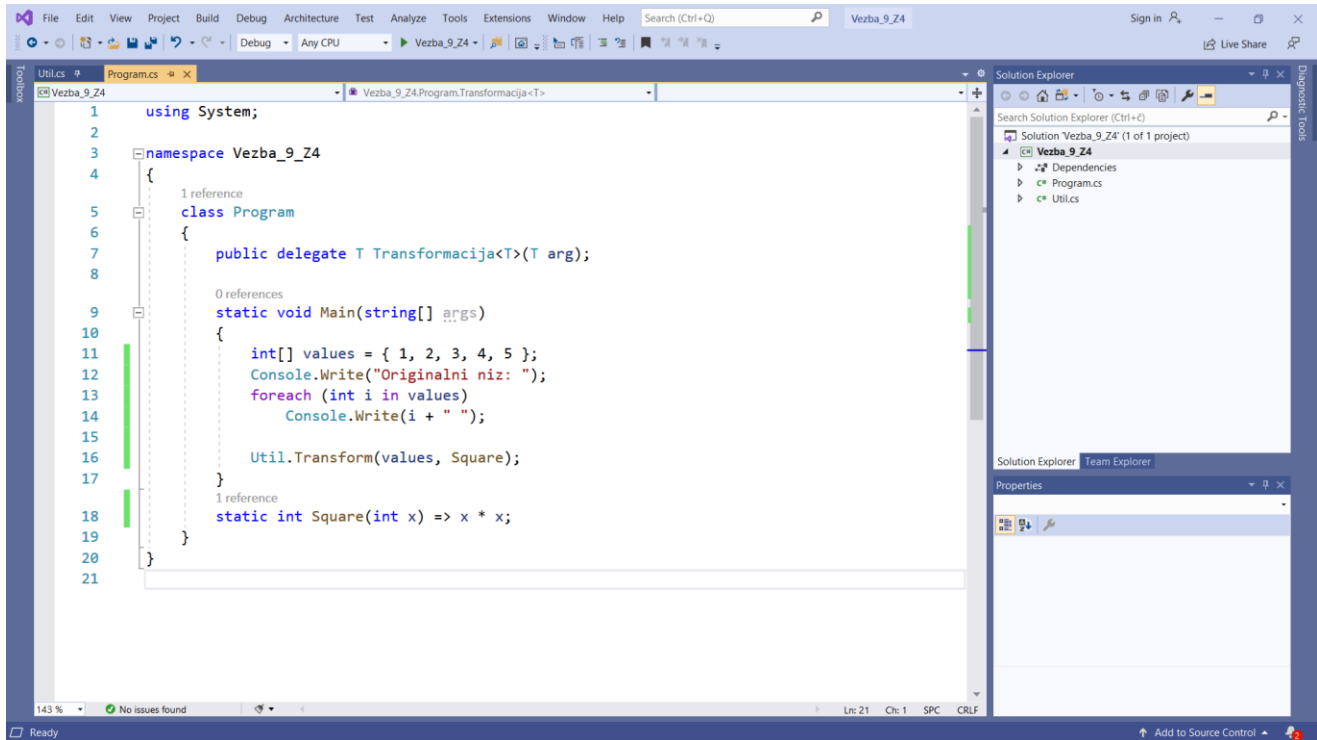 File Edit View Project Build Debug Architecture Test Analyze Tools Extensions Window Help Search (Ctrl+Q) Vezba_9_Z4 Sign in
Debug Any CPU Vezba_9_Z4 Live Share
Toolbox
Util.cs Program.cs
Vezba_9_Z4 Vezba_9_Z4.Program.Transformacija<T>
1 using System;
2
3 namespace Vezba_9_Z4
4 {
1 reference
5 class Program
6 {
7 public delegate T Transformacija<T>(T arg);
8
0 references
9 static void Main(string[] args)
10 {
11 int[] values = { 1, 2, 3, 4, 5 };
12 Console.Write("Originalni niz: ");
13 foreach (int i in values)
14 Console.Write(i + " ");
15
16 Util.Transform(values, Square);
17 }
1 reference
18 static int Square(int x) => x * x;
19 }
20 }
21
143 % No issues found Ln: 21 Ch: 1 SPC CRLF
Solution Explorer
Search Solution Explorer (Ctrl+č)
Solution 'Vezba_9_Z4' (1 of 1 project)
C# Vezba_9_Z4
Dependencies
C# Program.cs
C# Util.cs
Solution Explorer Team Explorer
Properties
Diagnostic Tools
Ready Add to Source Control 2